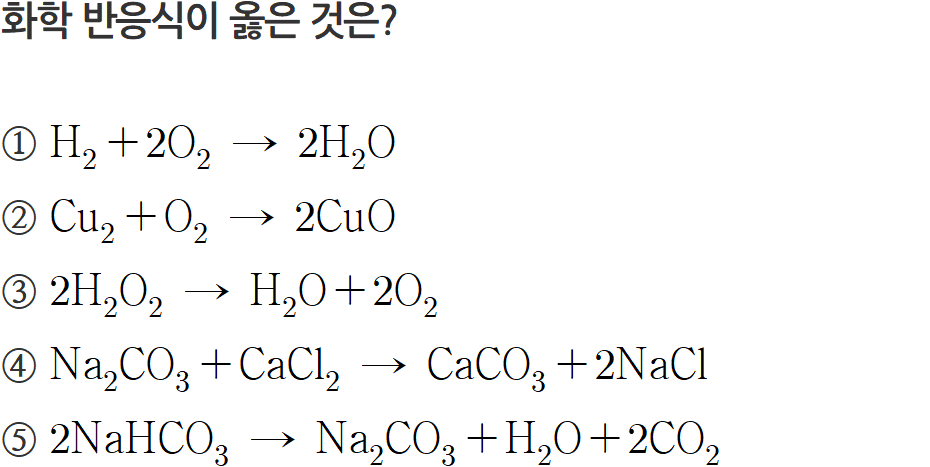 화학 반응식이 옳은 것은?
① H₂ + 2O₂ → 2H₂O
② Cu₂ + O₂ → 2CuO
③ 2H₂O₂ → H₂O + 2O₂
④ Na₂CO₃ + CaCl₂ → CaCO₃ + 2NaCl
⑤ 2NaHCO₃ → Na₂CO₃ + H₂O + 2CO₂